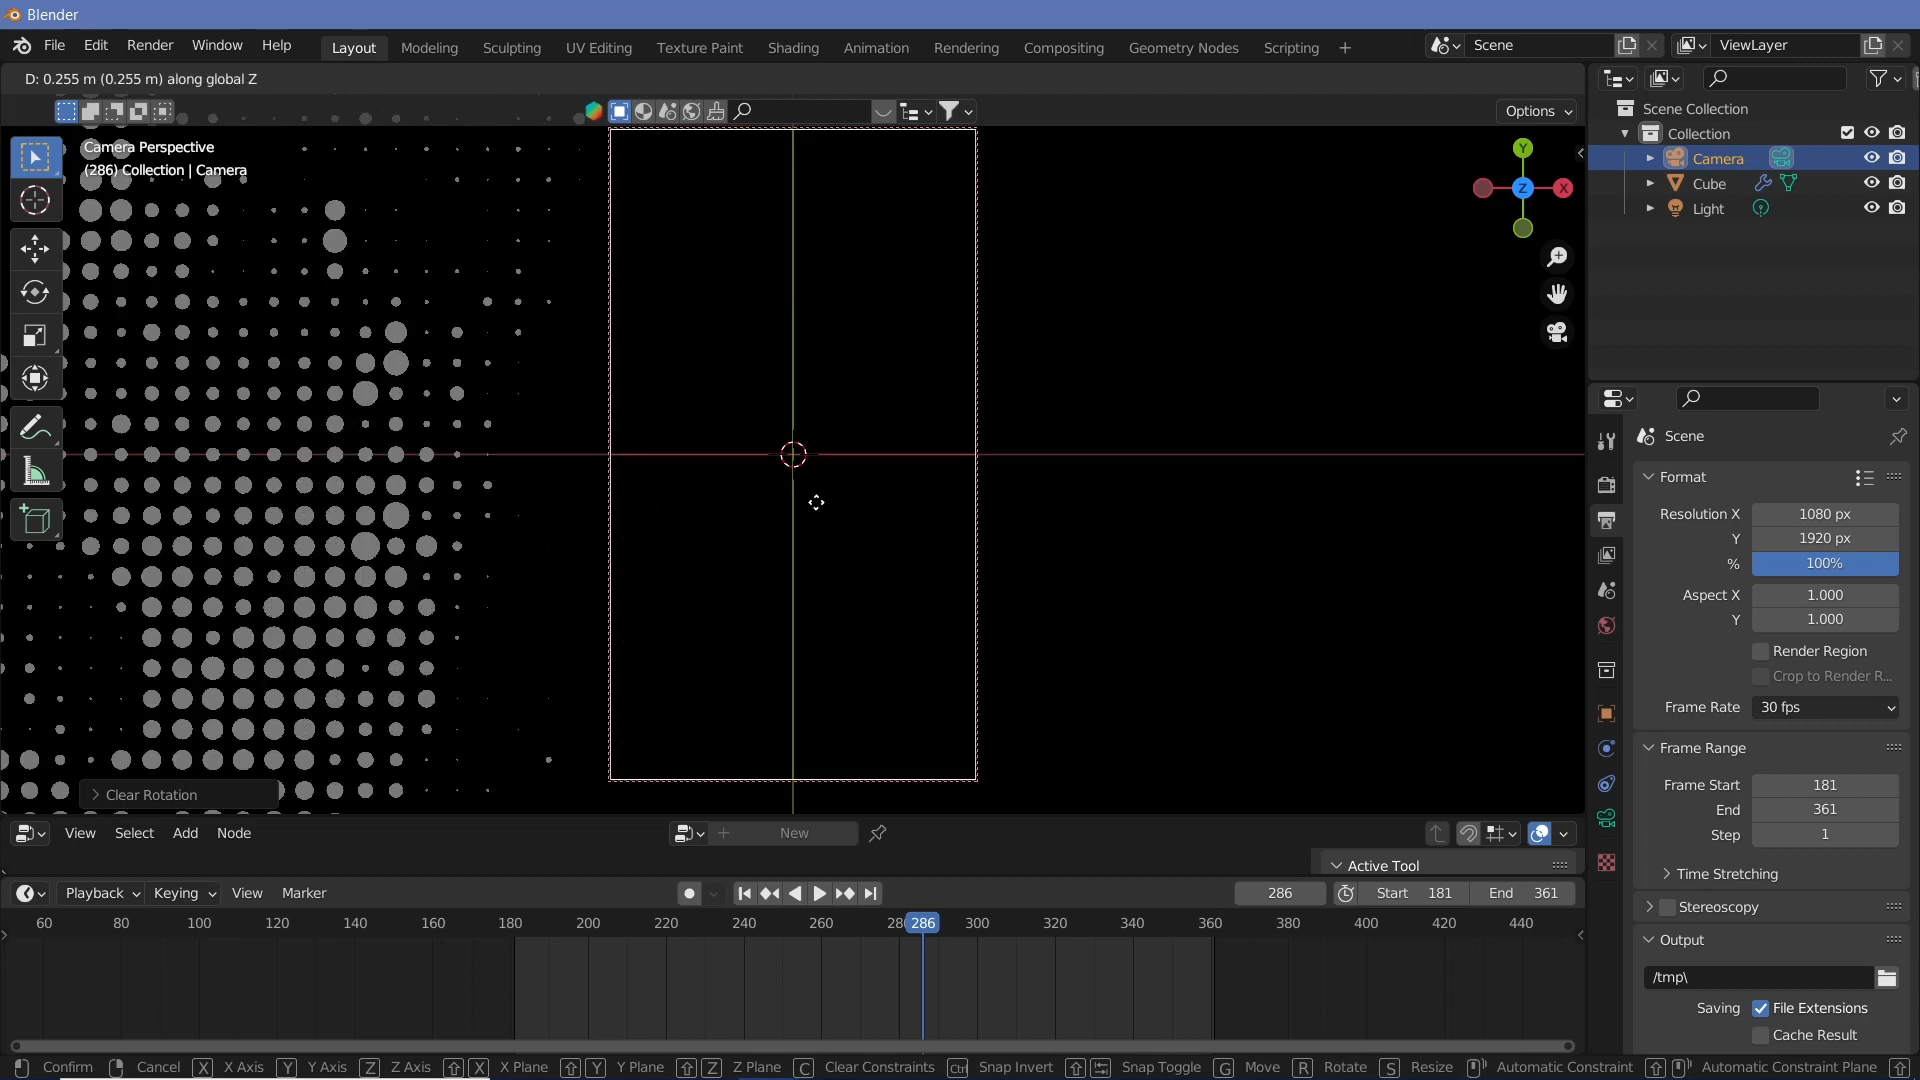 Blender
File Edit Render Window Help
Layout Modeling Sculpting UV Editing Texture Paint Shading Animation Rendering Compositing Geometry Nodes Scripting +
Scene
ViewLayer
D: 0.255 m (0.255 m) along global Z
Options
Camera Perspective
(286) Collection | Camera
Y
Z
X
Clear Rotation
Scene Collection
Collection
Camera
Cube
Light
Scene
Format
Resolution X 1080 px
Y 1920 px
% 100%
Aspect X 1.000
Y 1.000
Render Region
Crop to Render R...
Frame Rate 30 fps
Frame Range
Frame Start 181
End 361
Step 1
Time Stretching
Stereoscopy
Output
/tmp\
Saving File Extensions
Cache Result
View Select Add Node
New
Active Tool
Playback Keying View Marker
286 Start 181 End 361
60 80 100 120 140 160 180 200 220 240 260 28 286 300 320 340 360 380 400 420 440
Confirm Cancel X X Axis Y Y Axis Z Z Axis X X Plane Y Y Plane Z Z Plane C Clear Constraints Ctrl Snap Invert Snap Toggle G Move R Rotate S Resize Automatic Constraint Automatic Constraint Plane